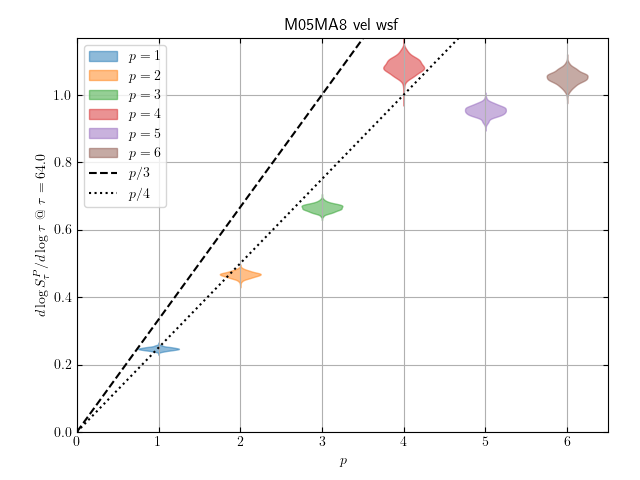 M05MA8 vel wsf
p = 1
p = 2
p = 3
p = 4
p = 5
p = 6
p/3
p/4
d log S_τ^P / d log τ @ τ = 64.0
1.0
0.8
0.6
0.4
0.2
0.0
0 1 2 3 4 5 6
p